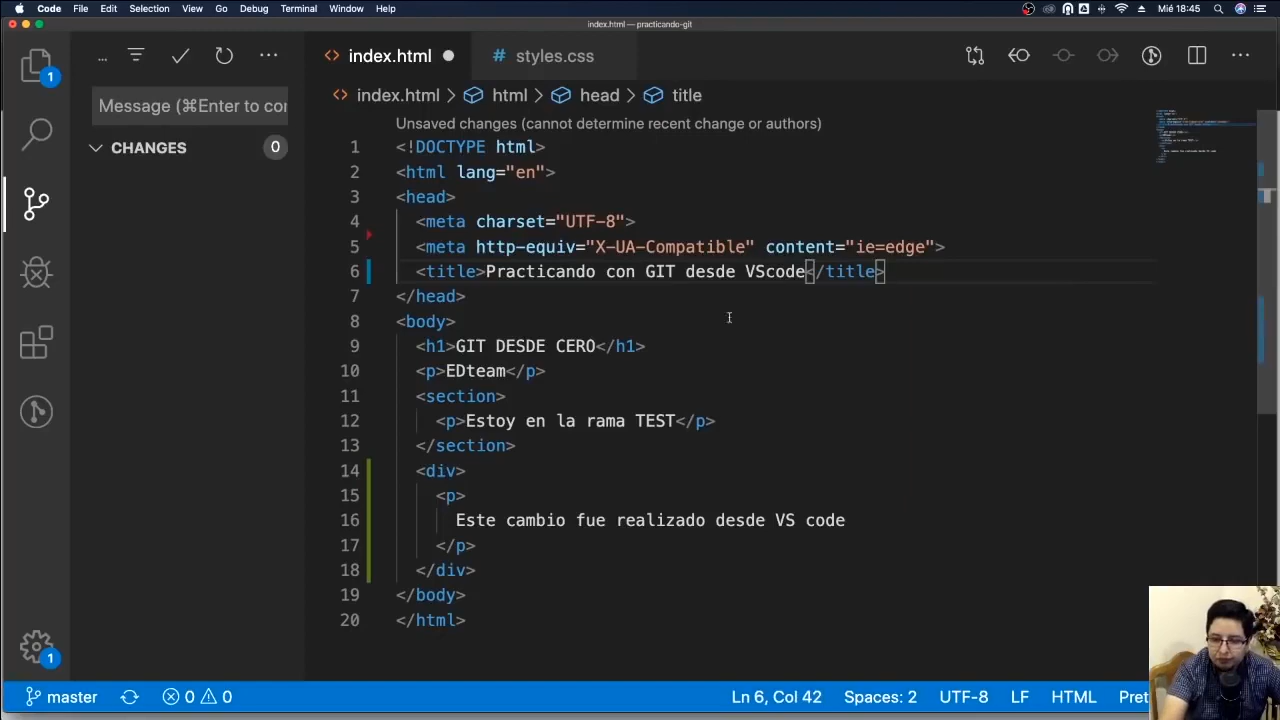 Code File Edit Selection View Go Debug Terminal Window Help Mié 18:45
index.html — practicando-git
1
...
index.html
# styles.css
Message (⌘Enter to con
index.html > html > head > title
CHANGES 0
Unsaved changes (cannot determine recent change or authors)
1 <!DOCTYPE html>
2 <html lang="en">
3 <head>
4 <meta charset="UTF-8">
5 <meta http-equiv="X-UA-Compatible" content="ie=edge">
6 <title>Practicando con GIT desde VScode</title>
7 </head>
8 <body>
9 <h1>GIT DESDE CERO</h1>
10 <p>EDteam</p>
11 <section>
12 <p>Estoy en la rama TEST</p>
13 </section>
14 <div>
15 <p>
16 Este cambio fue realizado desde VS code
17 </p>
18 </div>
19 </body>
20 </html>
1
master 0 0 Ln 6, Col 42 Spaces: 2 UTF-8 LF HTML Pret